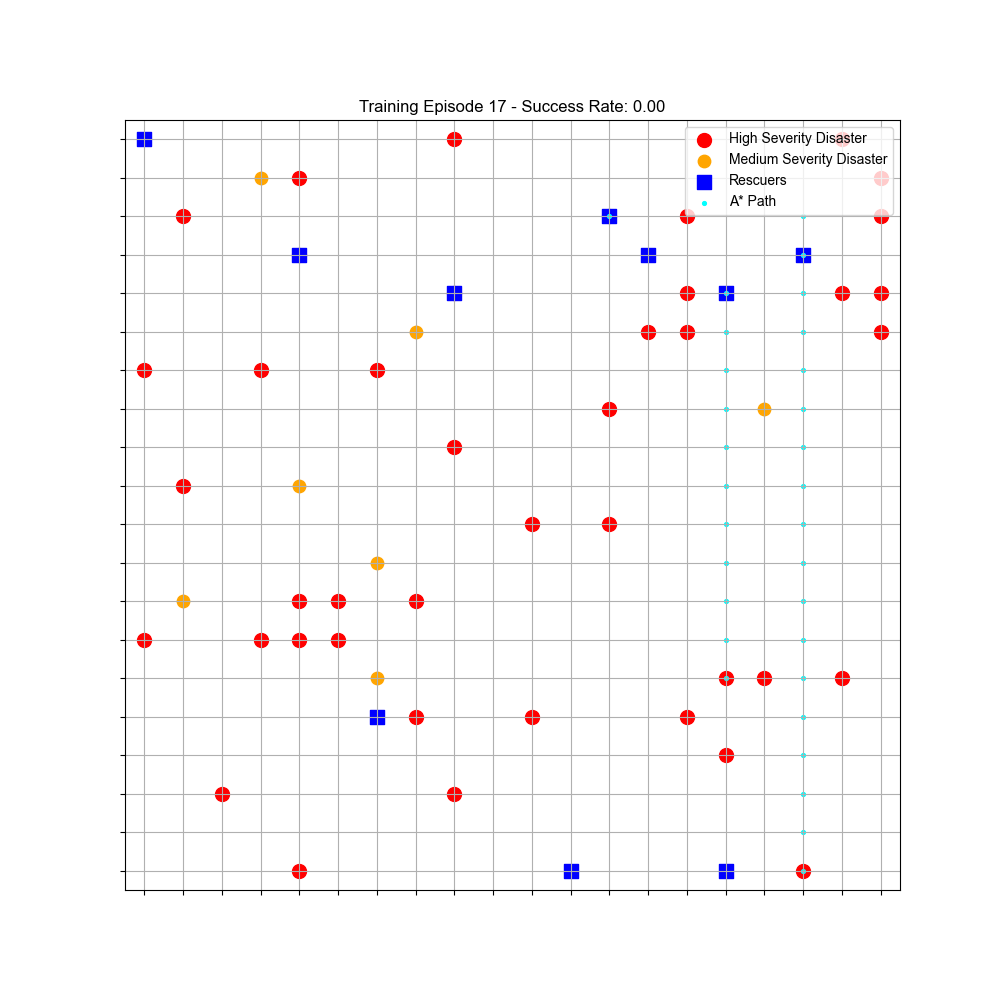 Training Episode 17 - Success Rate: 0.00
High Severity Disaster
Medium Severity Disaster
Rescuers
A* Path